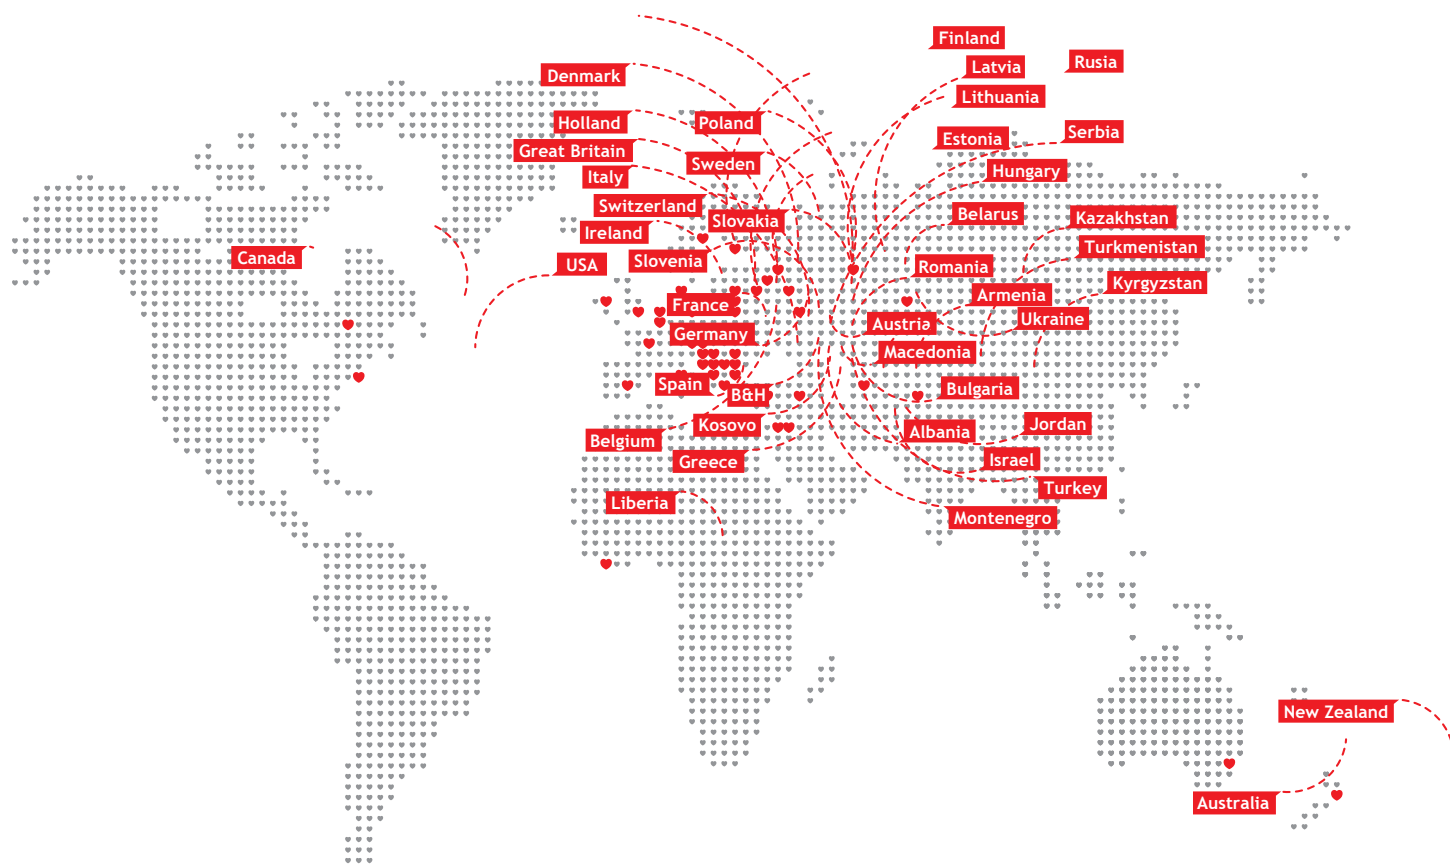 Finland
Rusia
Latvia
Denmark
Lithuania
Holland
Poland
Serbia
Estonia
Great Britain
Sweden
Hungary
Italy
Switzerland
Belarus
Kazakhstan
Slovakia
Ireland
Turkmenistan
Canada
Slovenia
USA
Romania
Kyrgyzstan
Armenia
France
Ukraine
Austria
Germany
Macedonia
Spain
Bulgaria
B&H
Jordan
Kosovo
Albania
Belgium
Israel
Greece
Turkey
Liberia
Montenegro
New Zealand
Australia